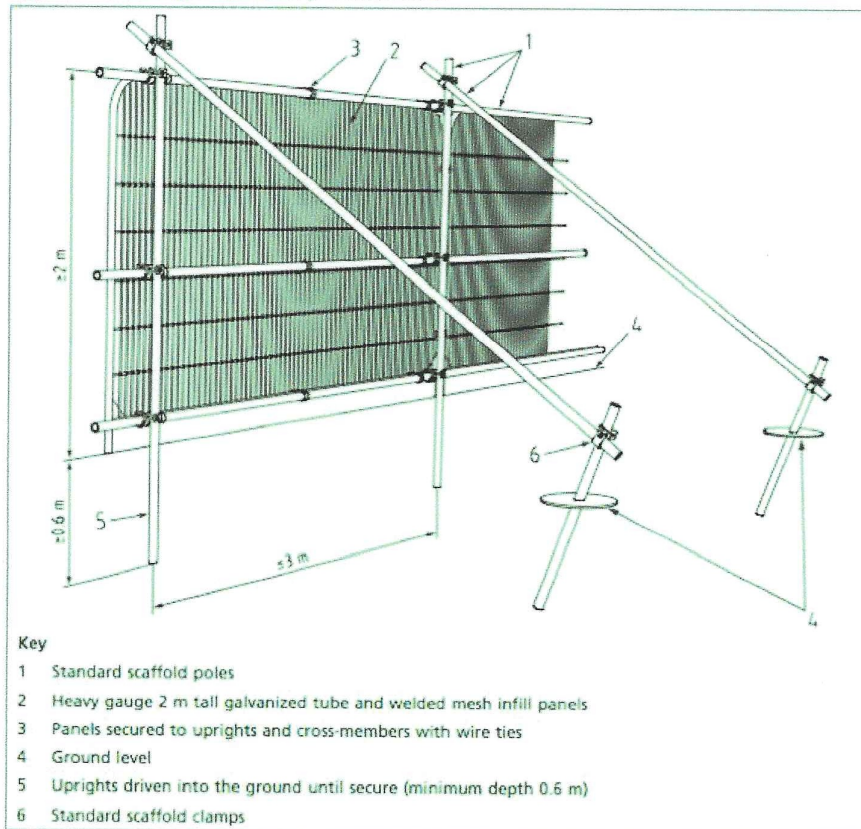 3
2
1
≥2 m
4
6
≥0.6 m
5
≤3 m
4
Key
1 Standard scaffold poles
2 Heavy gauge 2 m tall galvanized tube and welded mesh infill panels
3 Panels secured to uprights and cross-members with wire ties
4 Ground level
5 Uprights driven into the ground until secure (minimum depth 0.6 m)
6 Standard scaffold clamps